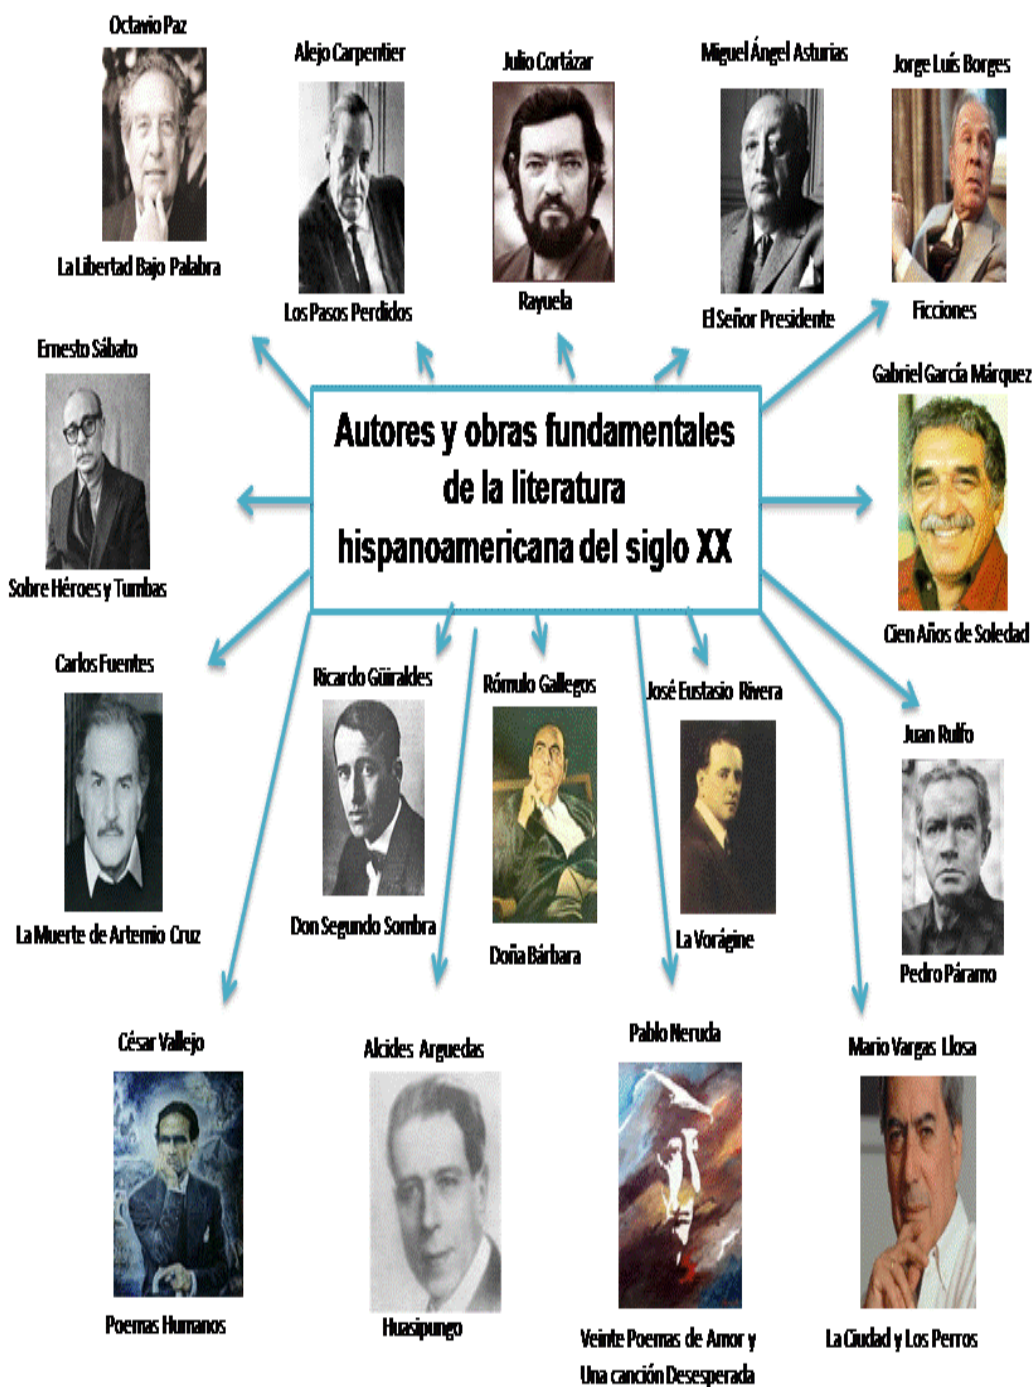 Octavio Paz
La Libertad Bajo Palabra
Alejo Carpentier
Los Pasos Perdidos
Julio Cortázar
Rayuela
Miguel Ángel Asturias
El Señor Presidente
Jorge Luís Borges
Ficciones
Ernesto Sábato
Sobre Héroes y Tumbas
Autores y obras fundamentales
de la literatura
hispanoamericana del siglo XX
Gabriel García Márquez
Cien Años de Soledad
Carlos Fuentes
La Muerte de Artemio Cruz
Ricardo Güiraldes
Don Segundo Sombra
Rómulo Gallegos
Doña Bárbara
José Eustasio Rivera
La Vorágine
Juan Rulfo
Pedro Páramo
César Vallejo
Poemas Humanos
Alcides Arguedas
Huasipungo
Pablo Neruda
Veinte Poemas de Amor y
Una canción Desesperada
Mario Vargas Llosa
La Ciudad y Los Perros